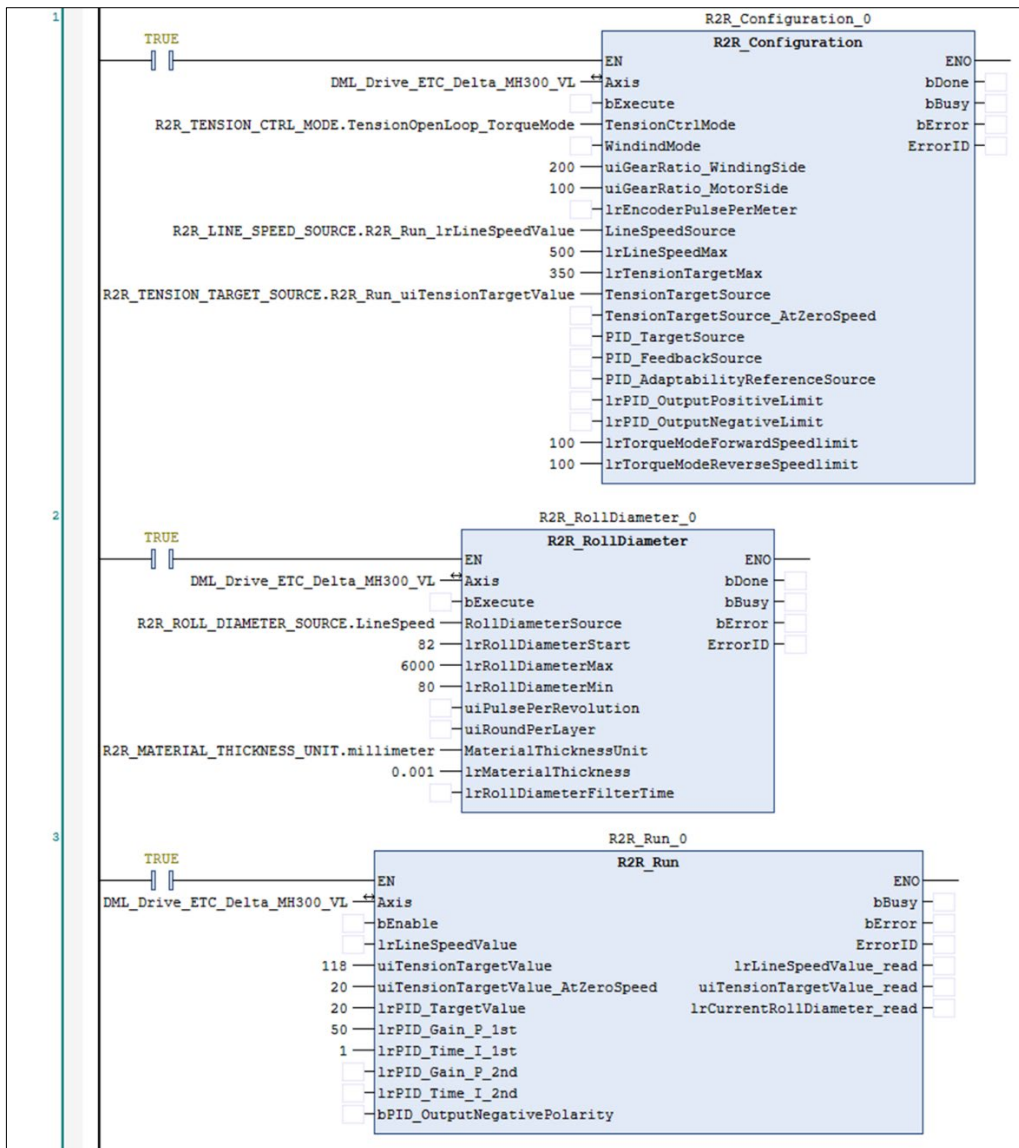 1
R2R_Configuration_0
TRUE
R2R_Configuration
EN ENO
DML_Drive_ETC_Delta_MH300_VL Axis bDone
bExecute bBusy
R2R_TENSION_CTRL_MODE.TensionOpenLoop_TorqueMode TensionCtrlMode bError
WindindMode ErrorID
200 uiGearRatio_WindingSide
100 uiGearRatio_MotorSide
lrEncoderPulsePerMeter
R2R_LINE_SPEED_SOURCE.R2R_Run_lrLineSpeedValue LineSpeedSource
500 lrLineSpeedMax
350 lrTensionTargetMax
R2R_TENSION_TARGET_SOURCE.R2R_Run_uiTensionTargetValue TensionTargetSource
TensionTargetSource_AtZeroSpeed
PID_TargetSource
PID_FeedbackSource
PID_AdaptabilityReferenceSource
lrPID_OutputPositiveLimit
lrPID_OutputNegativeLimit
100 lrTorqueModeForwardSpeedlimit
100 lrTorqueModeReverseSpeedlimit
2
R2R_RollDiameter_0
TRUE
R2R_RollDiameter
EN ENO
DML_Drive_ETC_Delta_MH300_VL Axis bDone
bExecute bBusy
R2R_ROLL_DIAMETER_SOURCE.LineSpeed RollDiameterSource bError
82 lrRollDiameterStart ErrorID
6000 lrRollDiameterMax
80 lrRollDiameterMin
uiPulsePerRevolution
uiRoundPerLayer
R2R_MATERIAL_THICKNESS_UNIT.millimeter MaterialThicknessUnit
0.001 lrMaterialThickness
lrRollDiameterFilterTime
3
R2R_Run_0
TRUE
R2R_Run
EN ENO
DML_Drive_ETC_Delta_MH300_VL Axis bBusy
bEnable bError
lrLineSpeedValue ErrorID
118 uiTensionTargetValue lrLineSpeedValue_read
20 uiTensionTargetValue_AtZeroSpeed uiTensionTargetValue_read
20 lrPID_TargetValue lrCurrentRollDiameter_read
50 lrPID_Gain_P_1st
1 lrPID_Time_I_1st
lrPID_Gain_P_2nd
lrPID_Time_I_2nd
bPID_OutputNegativePolarity